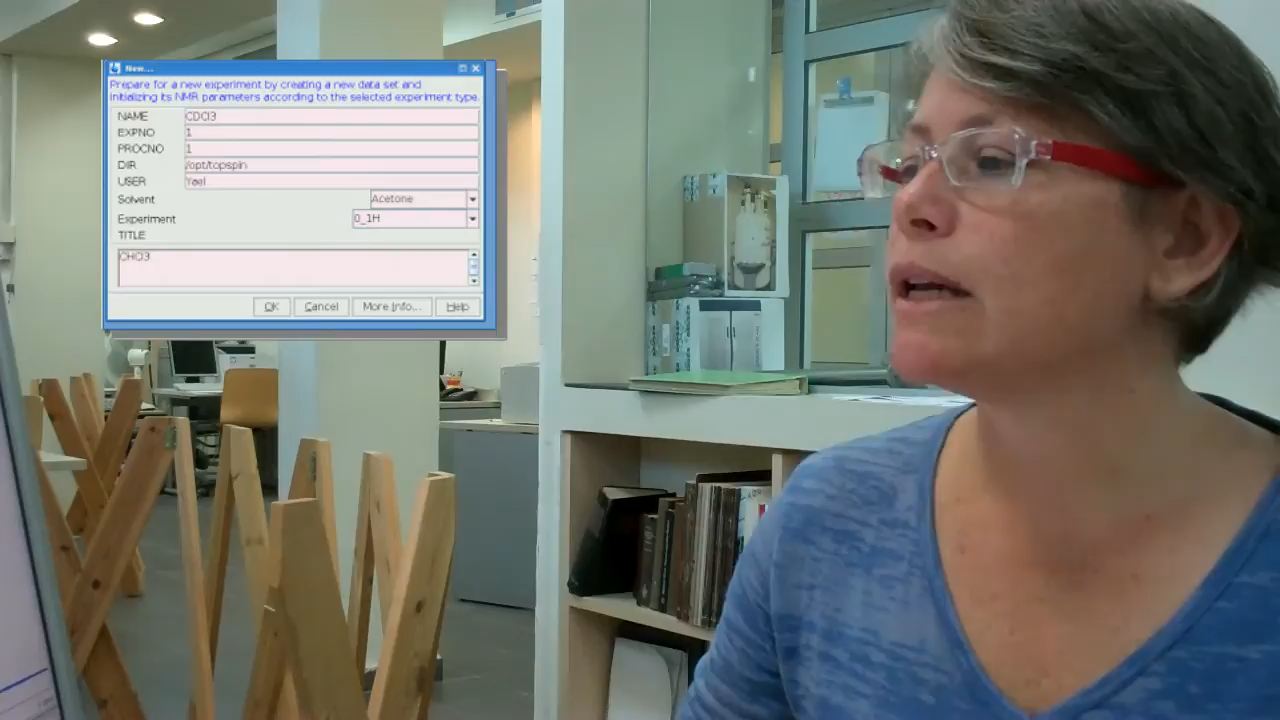 New...
Prepare for a new experiment by creating a new data set and
initializing its NMR parameters according to the selected experiment type.
NAME CDCl3
EXPNO 1
PROCNO 1
DIR /opt/topspin
USER Yael
Solvent Acetone
Experiment 0_1H
TITLE
CHCl3
OK Cancel More Info... Help